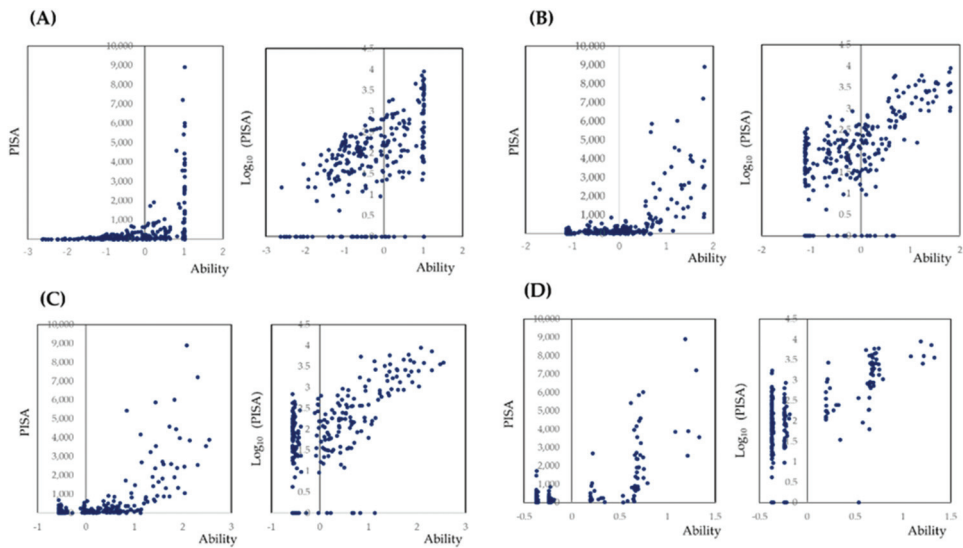 (A)
PISA
10,000
9,000
8,000
7,000
6,000
5,000
4,000
3,000
2,000
1,000
-3 -2 -1 0 1 2
Ability
Log10 (PISA)
4.5
4
3.5
3
2.5
2
1.5
1
0.5
0
-3 -2 -1 0 1 2
Ability
(B)
PISA
10,000
9,000
8,000
7,000
6,000
5,000
4,000
3,000
2,000
1,000
-2 -1 0 1 2
Ability
Log10 (PISA)
4.5
4
3.5
3
2.5
2
1.5
1
0.5
0
-2 -1 0 1 2
Ability
(C)
PISA
10,000
9,000
8,000
7,000
6,000
5,000
4,000
3,000
2,000
1,000
-1 0 1 2 3
Ability
Log10 (PISA)
4.5
4
3.5
3
2.5
2
1.5
1
0.5
0
-1 0 1 2 3
Ability
(D)
PISA
10,000
9,000
8,000
7,000
6,000
5,000
4,000
3,000
2,000
1,000
-0.5 0 0.5 1 1.5
Ability
Log10 (PISA)
4.5
4
3.5
3
2.5
2
1.5
1
0.5
0
-0.5 0 0.5 1 1.5
Ability